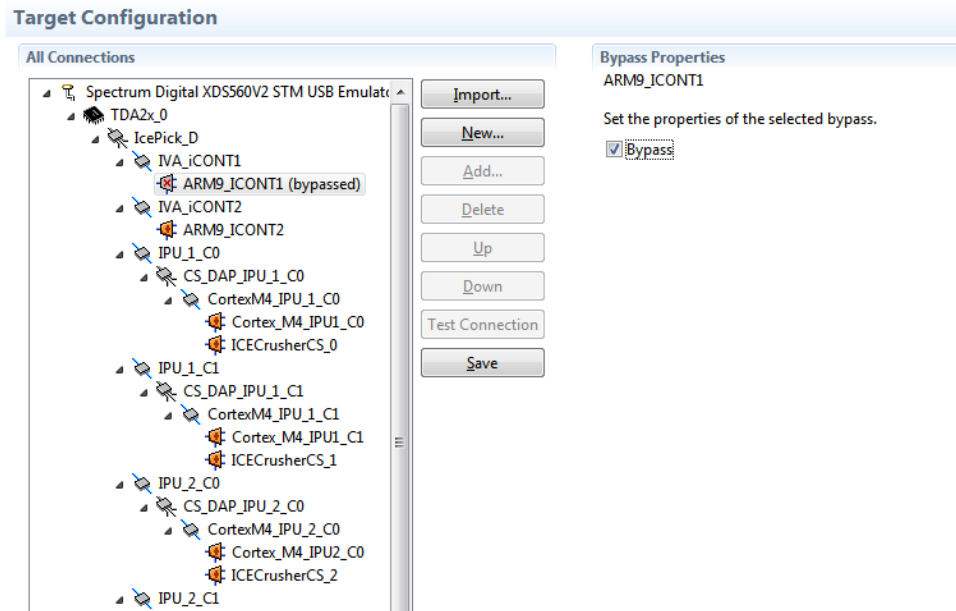 Target Configuration
All Connections
Spectrum Digital XDS560V2 STM USB Emulato
TDA2x_0
IcePick_D
IVA_iCONT1
ARM9_ICONT1 (bypassed)
IVA_iCONT2
ARM9_ICONT2
IPU_1_C0
CS_DAP_IPU_1_C0
CortexM4_IPU_1_C0
Cortex_M4_IPU1_C0
ICECrusherCS_0
IPU_1_C1
CS_DAP_IPU_1_C1
CortexM4_IPU_1_C1
Cortex_M4_IPU1_C1
ICECrusherCS_1
IPU_2_C0
CS_DAP_IPU_2_C0
CortexM4_IPU_2_C0
Cortex_M4_IPU2_C0
ICECrusherCS_2
IPU_2_C1
Import...
New...
Add...
Delete
Up
Down
Test Connection
Save
Bypass Properties
ARM9_ICONT1
Set the properties of the selected bypass.
Bypass